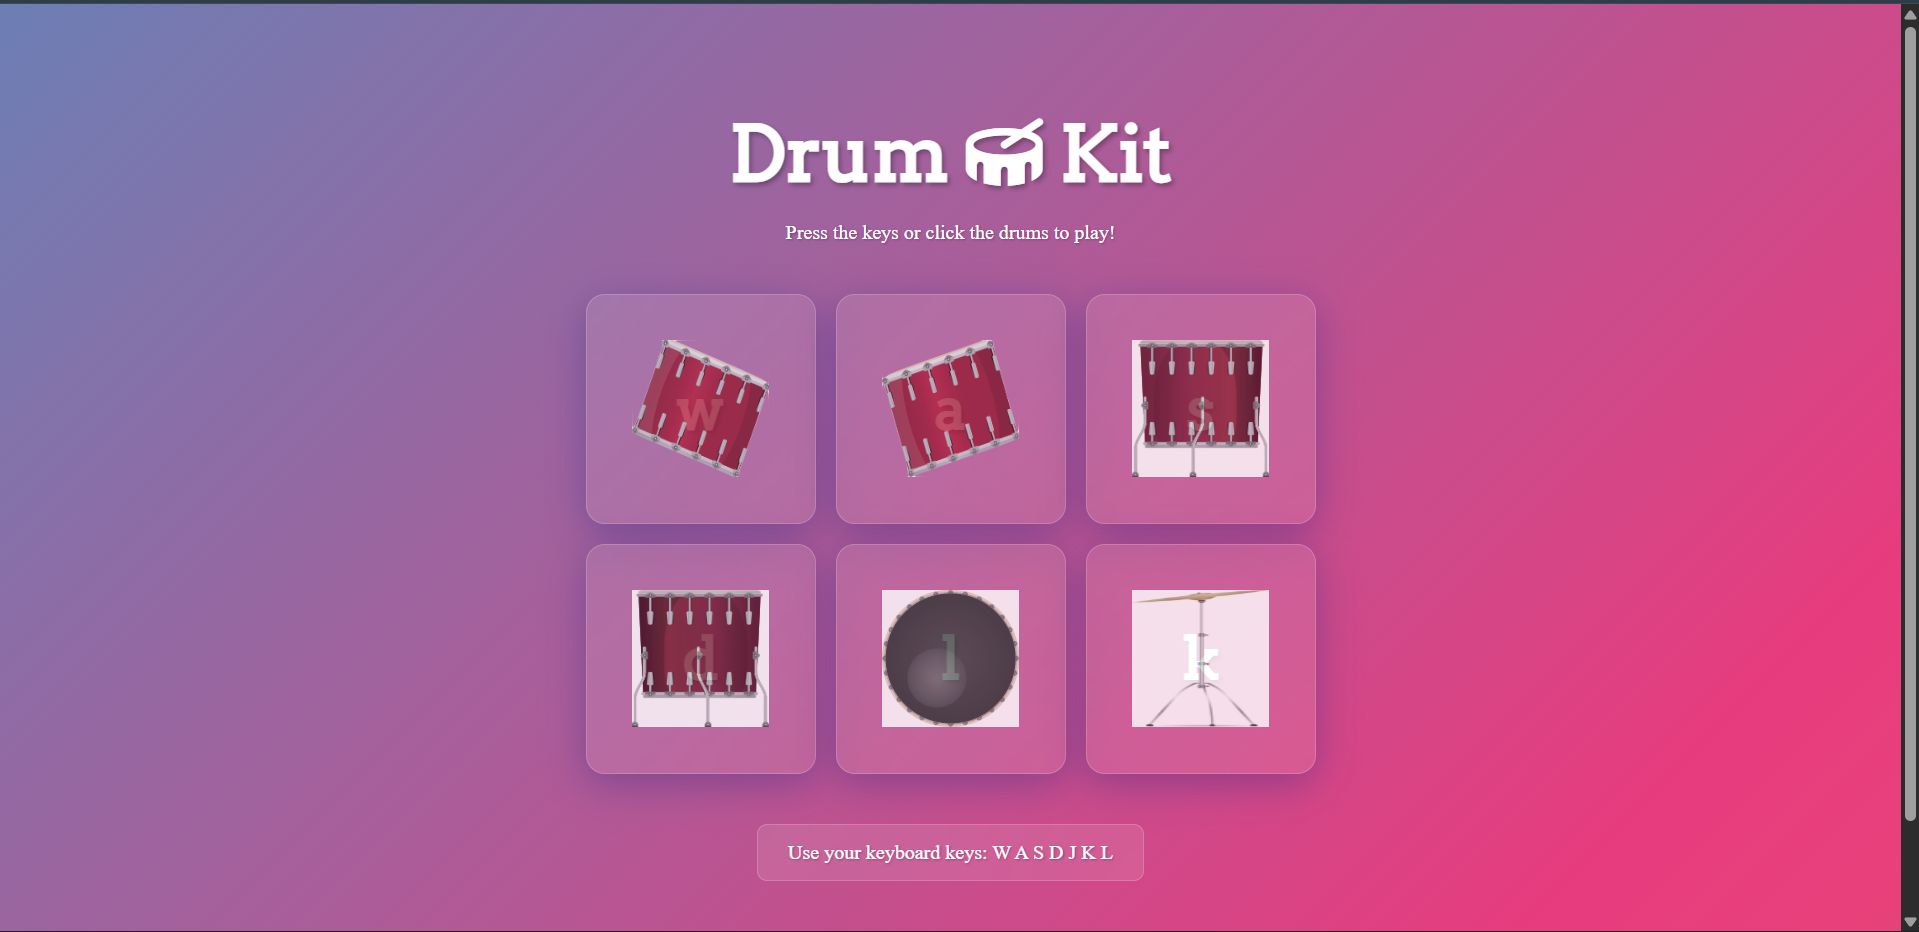 Drum Kit
Press the keys or click the drums to play!
w a s
d l k
Use your keyboard keys: W A S D J K L